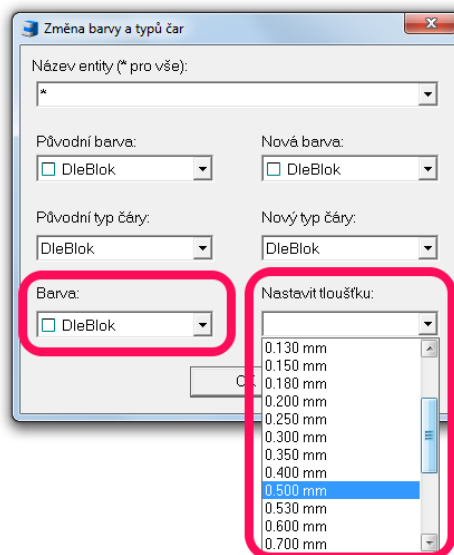 Změna barvy a typů čar
Název entity (* pro vše):
*
Původní barva:
Nová barva:
DleBlok
DleBlok
Původní typ čáry:
Nový typ čáry:
DleBlok
DleBlok
Barva:
Nastavit tloušťku:
DleBlok
0.130 mm
0.150 mm
0.180 mm
0.200 mm
0.250 mm
0.300 mm
0.350 mm
0.400 mm
0.500 mm
0.530 mm
0.600 mm
0.700 mm